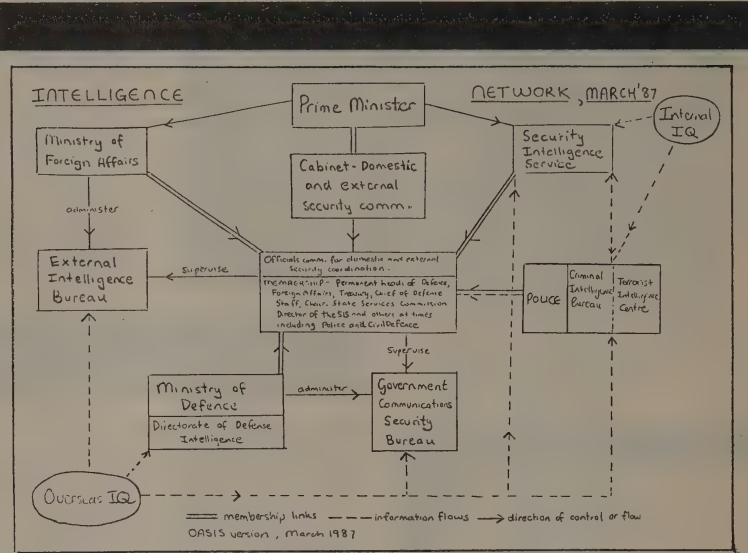 INTELLIGENCE
NETWORK, MARCH'87
Prime Minister
Internal
IQ
Ministry of
Foreign Affairs
Cabinet-Domestic
and external
security comm.
Security
Intelligence
Service
administer
External
Intelligence
Bureau
Supervise
Officials comm. for domestic and external
Security coordination.
MEMBERSHIP- Permanent heads of Defence,
Foreign Affairs, Treasury, Chief of Defence
Staff, Chair. State Services Commission
Director of the SIS and others at times
including Police and Civil Defence
POLICE
Criminal
Intelligence
Bureau
Terrorist
Intelligence
Centre
Supervise
Ministry of
Defence
Directorate of Defense
Intelligence
administer
Government
Communications
Security
Bureau
Overseas IQ
membership links
information flows
direction of control or flow
OASIS version, March 1987